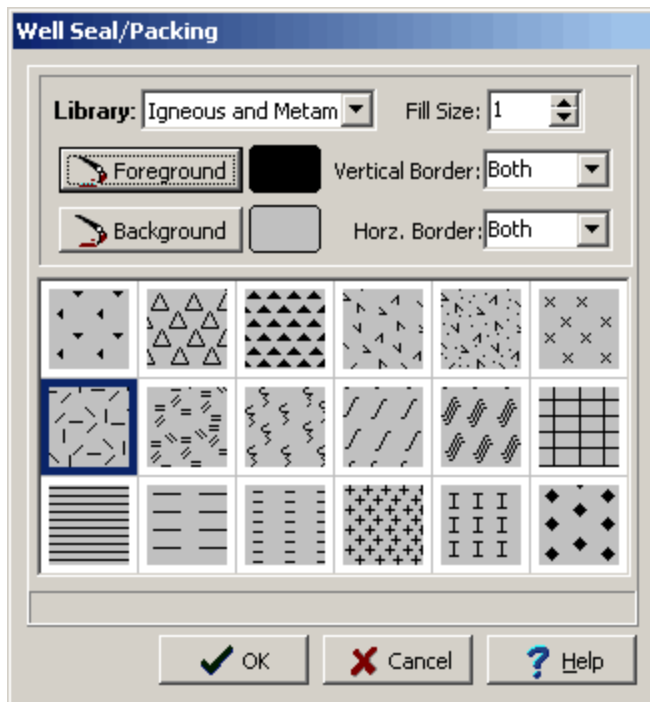 Well Seal/Packing
Library: Igneous and Metam Fill Size: 1
Foreground Vertical Border: Both
Background Horz. Border: Both
OK Cancel Help